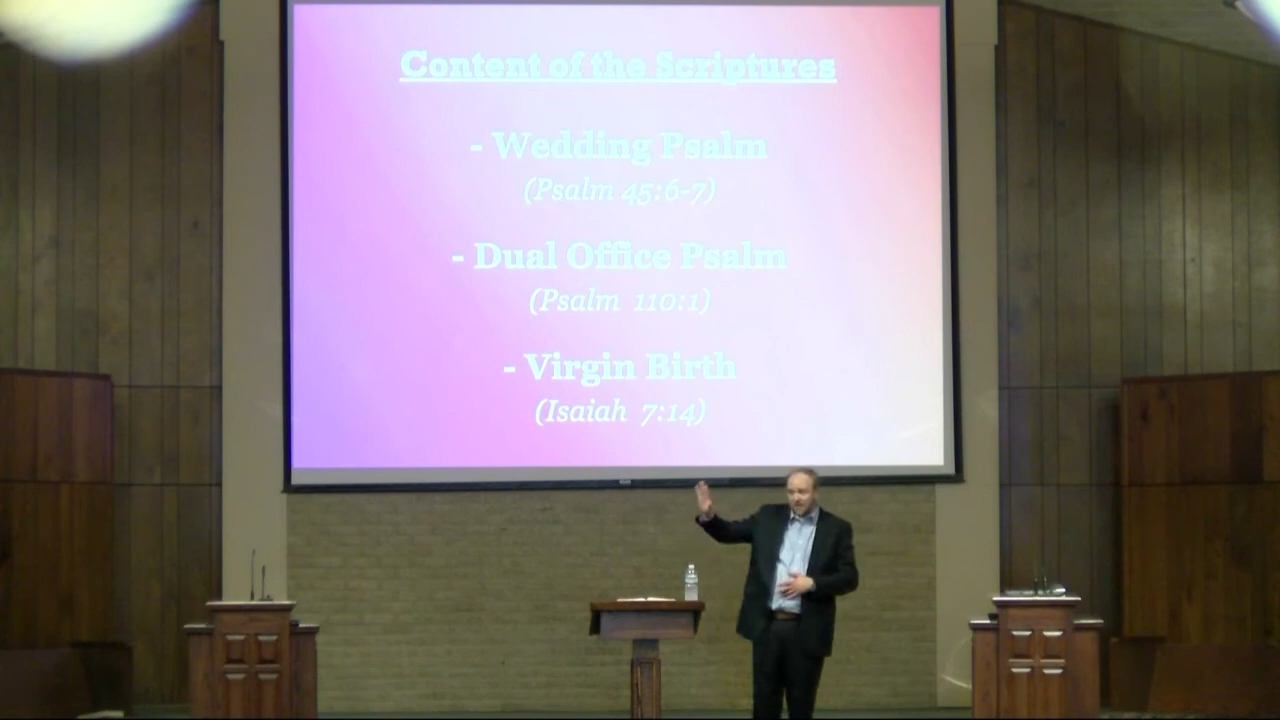 Content of the Scriptures
- Wedding Psalm
(Psalm 45:6-7)
- Dual Office Psalm
(Psalm 110:1)
- Virgin Birth
(Isaiah 7:14)